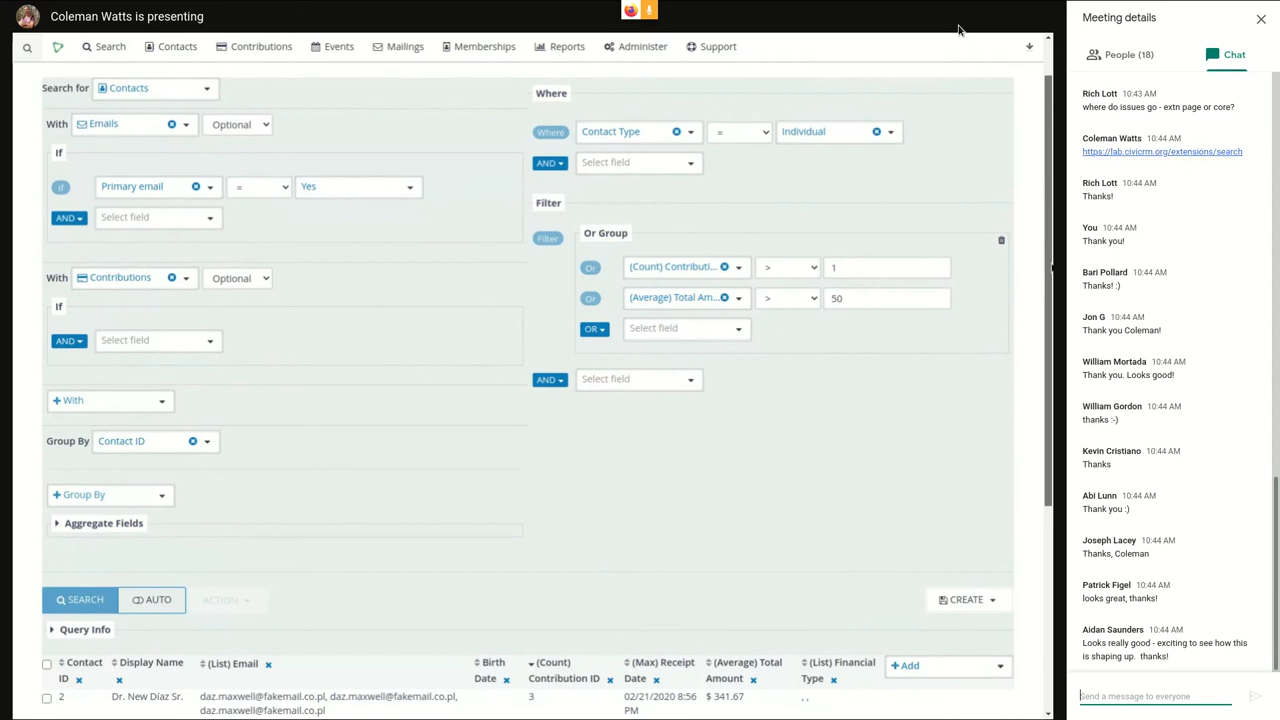 Coleman Watts is presenting
Search
Contacts
Contributions
Events
Mailings
Memberships
Reports
Administer
Support
Search for Contacts
With Emails Optional
If
If Primary email = Yes
AND Select field
With Contributions Optional
If
AND Select field
+ With
Group By Contact ID
+ Group By
Aggregate Fields
Where
Where Contact Type = Individual
AND Select field
Filter
Filter
Or Group
Or (Count) Contributi... > 1
Or (Average) Total Am... > 50
OR Select field
AND Select field
SEARCH AUTO ACTION
CREATE
Query Info
Contact ID
Display Name
(List) Email
Birth Date
(Count) Contribution ID
(Max) Receipt Date
(Average) Total Amount
(List) Financial Type
+ Add
2
Dr. New Díaz Sr.
daz.maxwell@fakemail.co.pl, daz.maxwell@fakemail.co.pl,
daz.maxwell@fakemail.co.pl
3
02/21/2020 8:56
PM
$ 341.67
, ,
Meeting details
People (18)
Chat
Rich Lott 10:43 AM
where do issues go - extn page or core?
Coleman Watts 10:44 AM
https://lab.civicrm.org/extensions/search
Rich Lott 10:44 AM
Thanks!
You 10:44 AM
Thank you!
Bari Pollard 10:44 AM
Thanks! :)
Jon G 10:44 AM
Thank you Coleman!
William Mortada 10:44 AM
Thank you. Looks good!
William Gordon 10:44 AM
thanks :-)
Kevin Cristiano 10:44 AM
Thanks
Abi Lunn 10:44 AM
Thank you :)
Joseph Lacey 10:44 AM
Thanks, Coleman
Patrick Figel 10:44 AM
looks great, thanks!
Aidan Saunders 10:44 AM
Looks really good - exciting to see how this
is shaping up. thanks!
Send a message to everyone